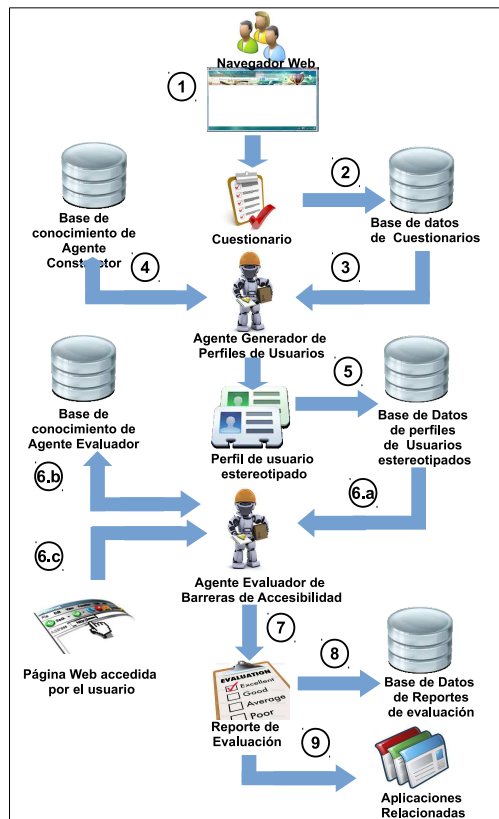 Navegador Web
1
2
Cuestionario
Base de datos
de Cuestionarios
Base de
conocimiento de
Agente
Constructor
4
3
Agente Generador de
Perfiles de Usuarios
5
Perfil de usuario
estereotipado
Base de Datos
de perfiles
de Usuarios
estereotipados
Base de
conocimiento de
Agente Evaluador
6.b
6.a
6.c
Agente Evaluador de
Barreras de Accesibilidad
Página Web accedida
por el usuario
7
8
EVALUATION
Excellent
Good
Average
Poor
Reporte de
Evaluación
Base de Datos
de Reportes
de evaluación
9
Aplicaciones
Relacionadas